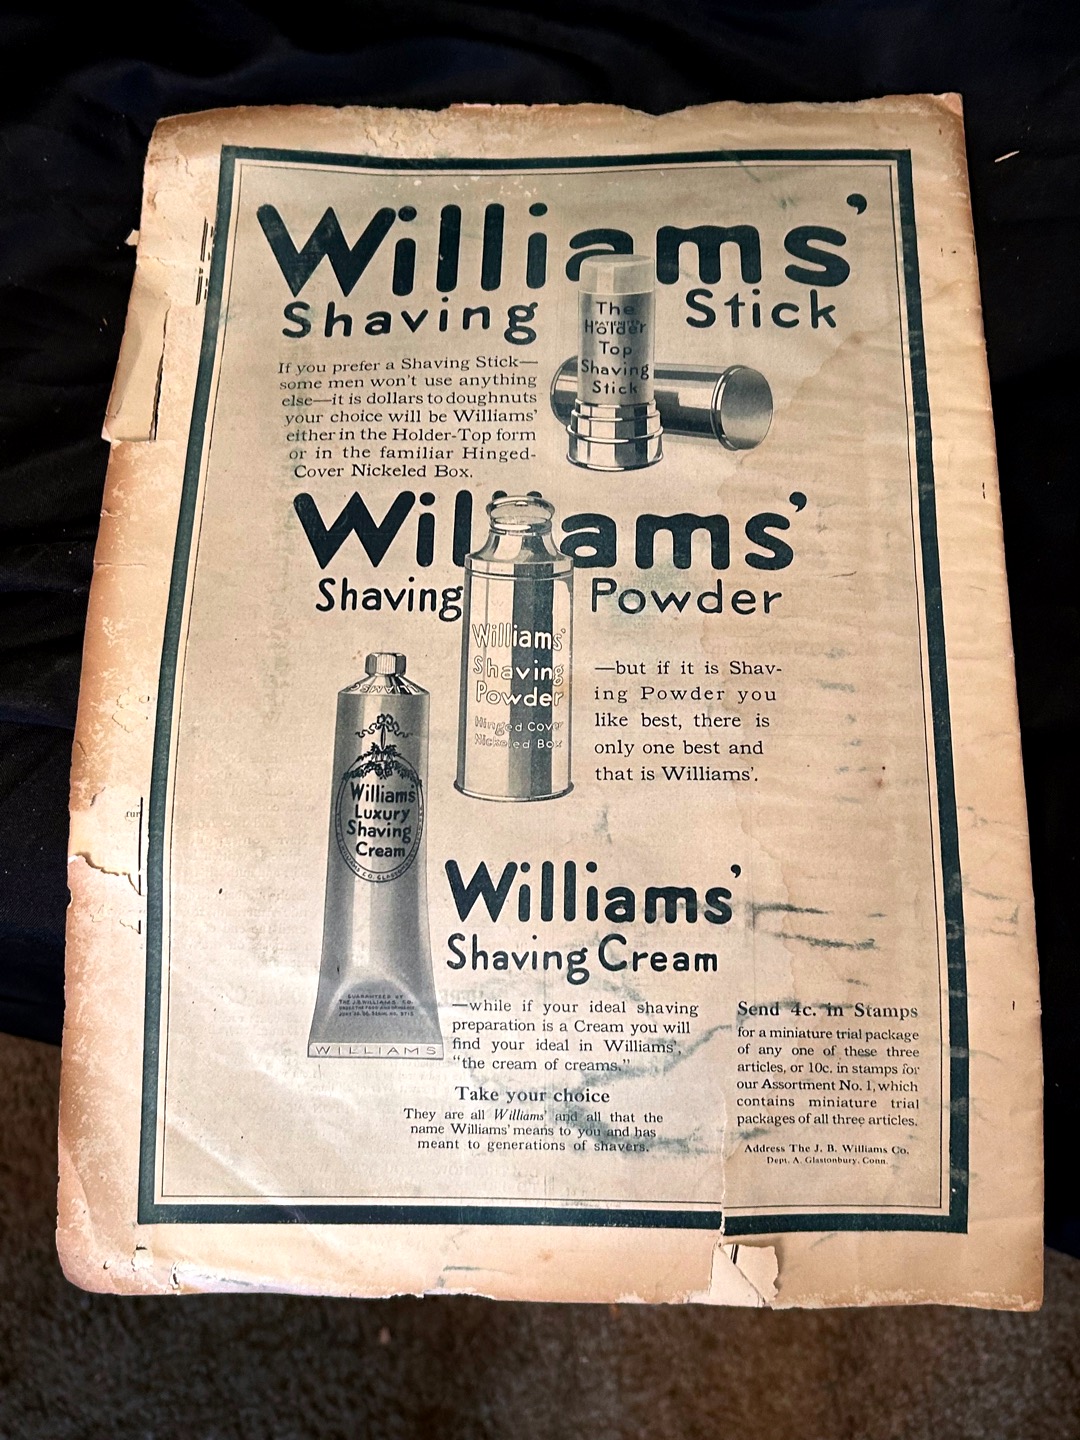 Williams'
Shaving Stick
The
Holder
Top
Shaving
Stick
If you prefer a Shaving Stick—
some men won't use anything
else—it is dollars to doughnuts
your choice will be Williams'
either in the Holder-Top form
or in the familiar Hinged-
Cover Nickeled Box.
Williams'
Shaving Powder
Williams'
Shaving
Powder
Hinged Cover
Nickeled Box
—but if it is Shav-
ing Powder you
like best, there is
only one best and
that is Williams'.
Williams'
Luxury
Shaving
Cream
GUARANTEED BY
THE J.B. WILLIAMS CO.
WILLIAMS
Williams'
Shaving Cream
—while if your ideal shaving
preparation is a Cream you will
find your ideal in Williams',
"the cream of creams."
Take your choice
They are all Williams' and all that the
name Williams' means to you and has
meant to generations of shavers.
Send 4c. in Stamps
for a miniature trial package
of any one of these three
articles, or 10c. in stamps for
our Assortment No. 1, which
contains miniature trial
packages of all three articles.
Address The J. B. Williams Co.
Dept. A, Glastonbury, Conn.